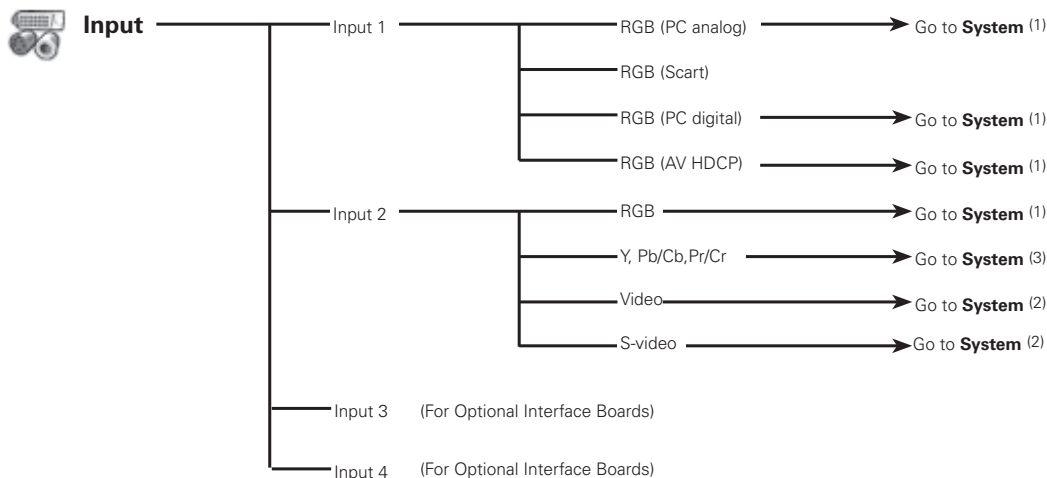 Input
Input 1
RGB (PC analog)
Go to System (1)
RGB (Scart)
RGB (PC digital)
Go to System (1)
RGB (AV HDCP)
Go to System (1)
Input 2
RGB
Go to System (1)
Y, Pb/Cb,Pr/Cr
Go to System (3)
Video
Go to System (2)
S-video
Go to System (2)
Input 3 (For Optional Interface Boards)
Input 4 (For Optional Interface Boards)